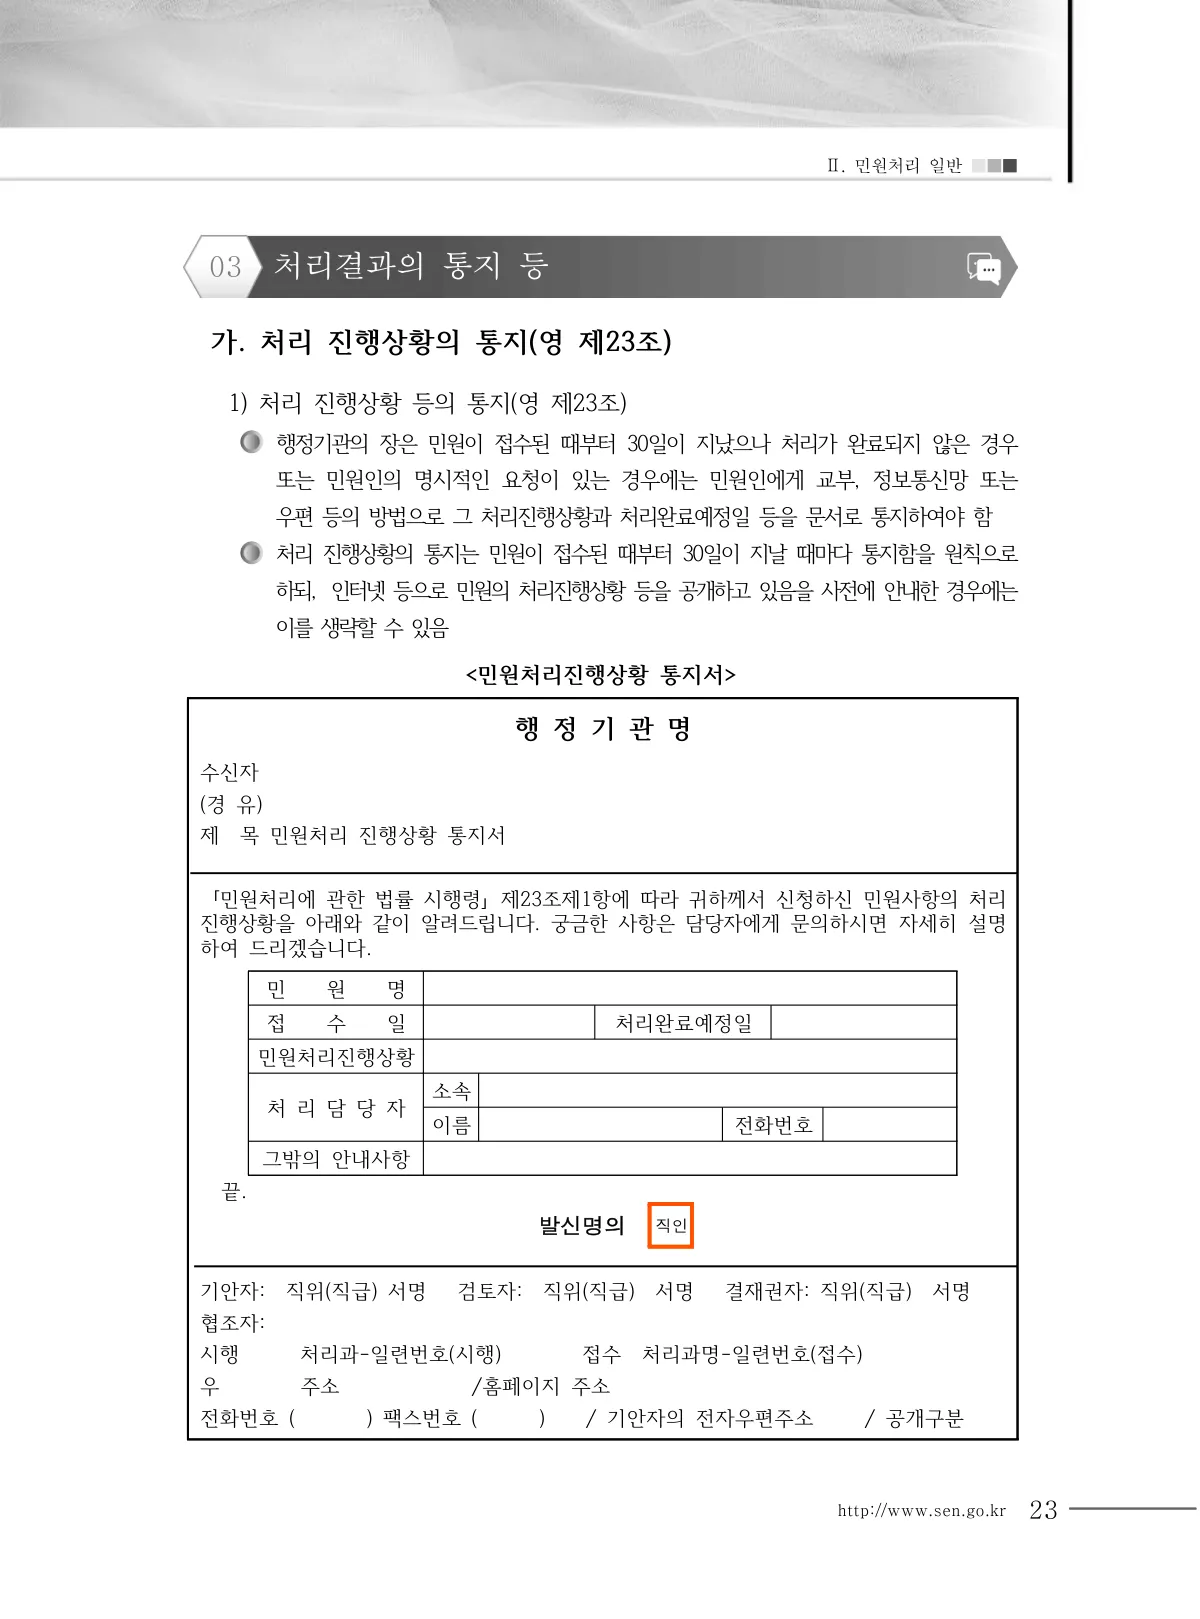 Ⅱ. 민원처리 일반
03 처리결과의 통지 등
가. 처리 진행상황의 통지(영 제23조)
1) 처리 진행상황 등의 통지(영 제23조)
행정기관의 장은 민원이 접수된 때부터 30일이 지났으나 처리가 완료되지 않은 경우
또는 민원인의 명시적인 요청이 있는 경우에는 민원인에게 교부, 정보통신망 또는
우편 등의 방법으로 그 처리진행상황과 처리완료예정일 등을 문서로 통지하여야 함
처리 진행상황의 통지는 민원이 접수된 때부터 30일이 지날 때마다 통지함을 원칙으로
하되, 인터넷 등으로 민원의 처리진행상황 등을 공개하고 있음을 사전에 안내한 경우에는
이를 생략할 수 있음
<민원처리진행상황 통지서>
행 정 기 관 명
수신자
(경 유)
제 목 민원처리 진행상황 통지서
「민원처리에 관한 법률 시행령」제23조제1항에 따라 귀하께서 신청하신 민원사항의 처리
진행상황을 아래와 같이 알려드립니다. 궁금한 사항은 담당자에게 문의하시면 자세히 설명
하여 드리겠습니다.
민 원 명
접 수 일 처리완료예정일
민원처리진행상황
처 리 담 당 자 소속
이름 전화번호
그밖의 안내사항
끝.
발신명의 직인
기안자: 직위(직급) 서명 검토자: 직위(직급) 서명 결재권자: 직위(직급) 서명
협조자:
시행 처리과-일련번호(시행) 접수 처리과명-일련번호(접수)
우 주소 /홈페이지 주소
전화번호 ( ) 팩스번호 ( ) / 기안자의 전자우편주소 / 공개구분
http://www.sen.go.kr 23